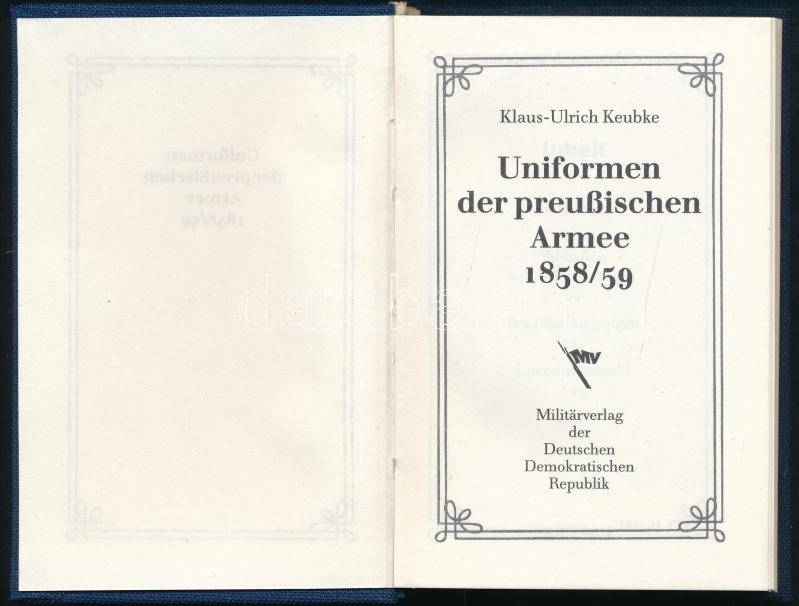 Klaus-Ulrich Keubke
Uniformen
der preußischen
Armee
1858/59
MV
Militärverlag
der
Deutschen
Demokratischen
Republik